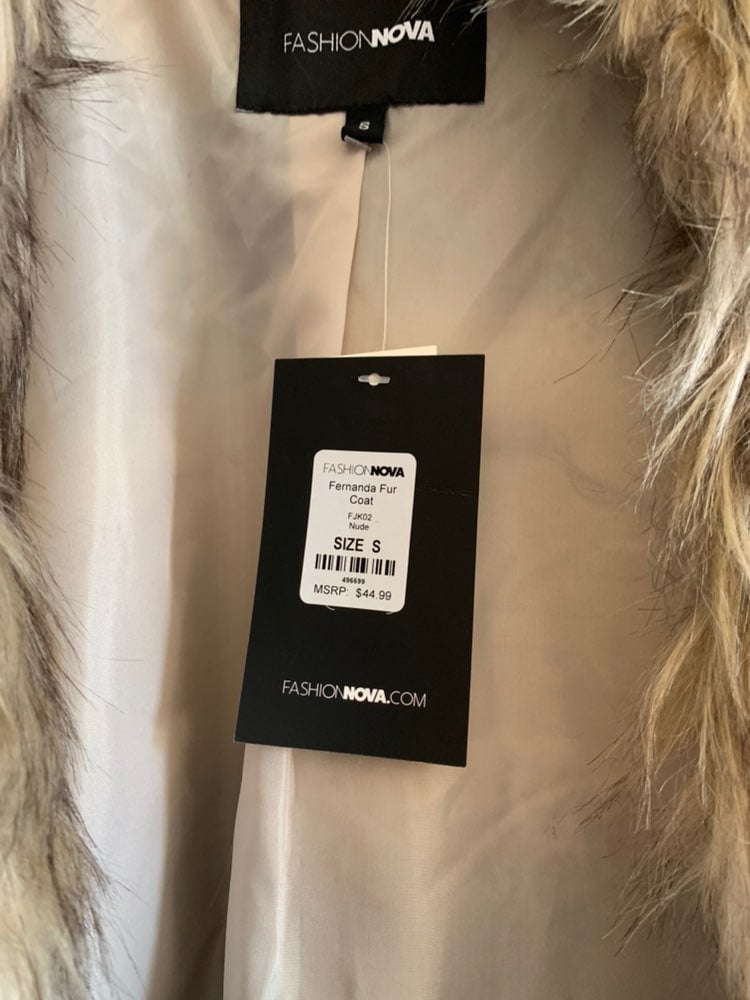 FASHIONNOVA
S
FASHIONNOVA
Fernanda Fur
Coat
FJK02
Nude
SIZE S
496699
MSRP: $44.99
FASHIONNOVA.COM